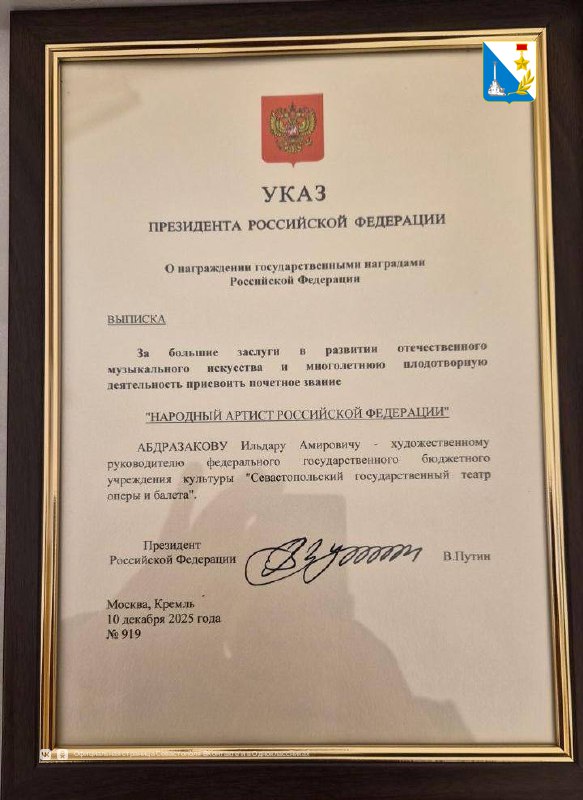 УКАЗ
ПРЕЗИДЕНТА РОССИЙСКОЙ ФЕДЕРАЦИИ
О награждении государственными наградами
Российской Федерации
ВЫПИСКА
За большие заслуги в развитии отечественного
музыкального искусства и многолетнюю плодотворную
деятельность присвоить почетное звание
"НАРОДНЫЙ АРТИСТ РОССИЙСКОЙ ФЕДЕРАЦИИ"
АБДРАЗАКОВУ Ильдару Амировичу - художественному
руководителю федерального государственного бюджетного
учреждения культуры "Севастопольский государственный театр
оперы и балета".
Президент
Российской Федерации
В.Путин
Москва, Кремль
10 декабря 2025 года
№ 919